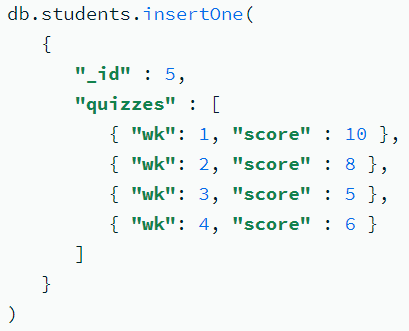 db.students.insertOne(
   {
      "_id" : 5,
      "quizzes" : [
         { "wk": 1, "score" : 10 },
         { "wk": 2, "score" : 8 },
         { "wk": 3, "score" : 5 },
         { "wk": 4, "score" : 6 }
      ]
   }
)